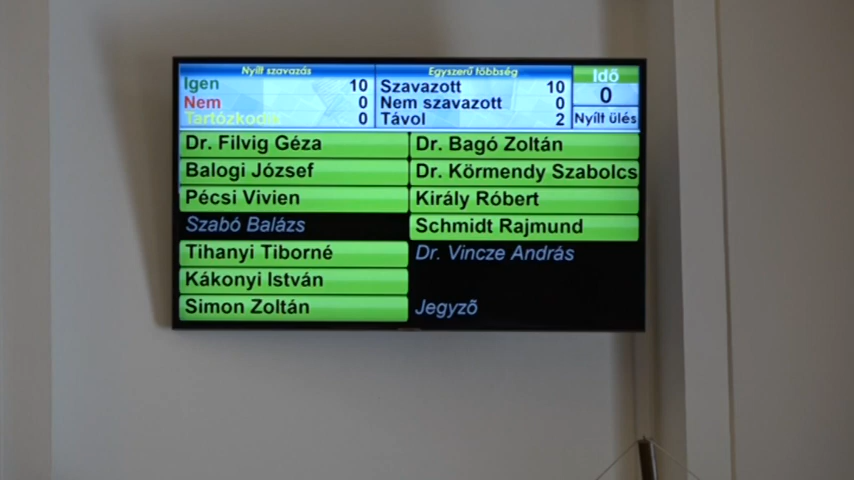 Nyílt szavazás
Igen 10
Nem 0
Tartózkodik 0
Egyszerű többség
Szavazott 10
Nem szavazott 0
Távol 2
Idő
0
Nyílt ülés
Dr. Filvig Géza
Balogi József
Pécsi Vivien
Szabó Balázs
Tihanyi Tiborné
Kákonyi István
Simon Zoltán
Dr. Bagó Zoltán
Dr. Körmendy Szabolcs
Király Róbert
Schmidt Rajmund
Dr. Vincze András
Jegyző